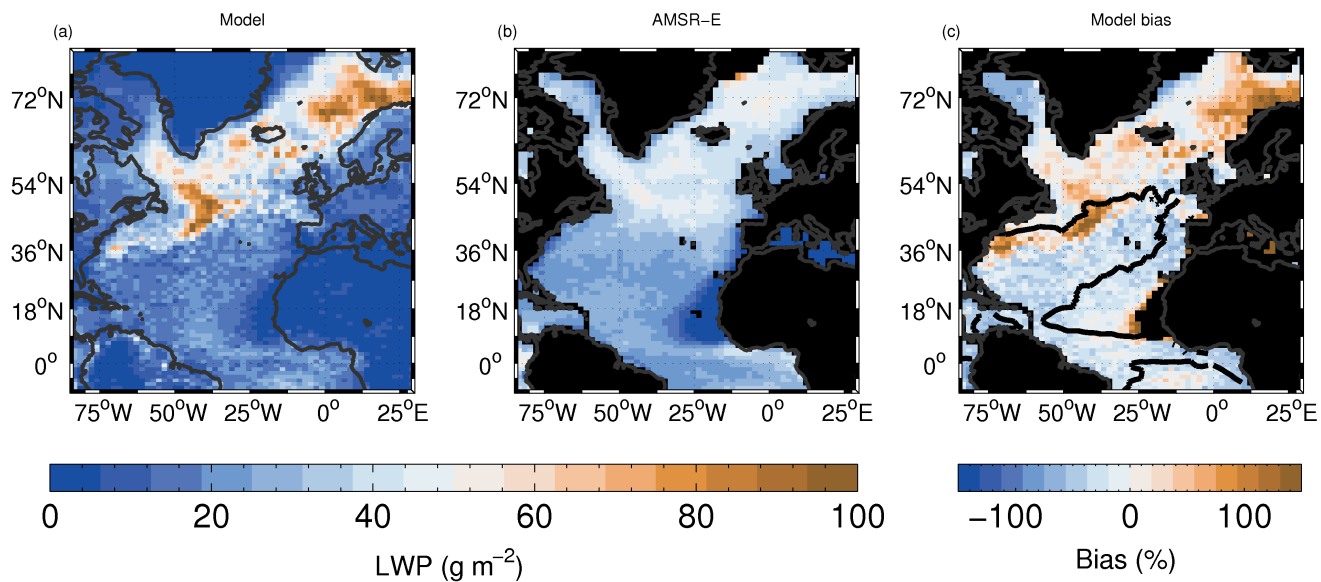 Model
AMSR−E
Model bias
(a)
(b)
(c)
72°N
54°N
36°N
18°N
0°
72°N
54°N
36°N
18°N
0°
72°N
54°N
36°N
18°N
0°
75°W 50°W 25°W 0° 25°E
75°W 50°W 25°W 0° 25°E
75°W 50°W 25°W 0° 25°E
0 20 40 60 80 100
LWP (g m⁻²)
−100 0 100
Bias (%)